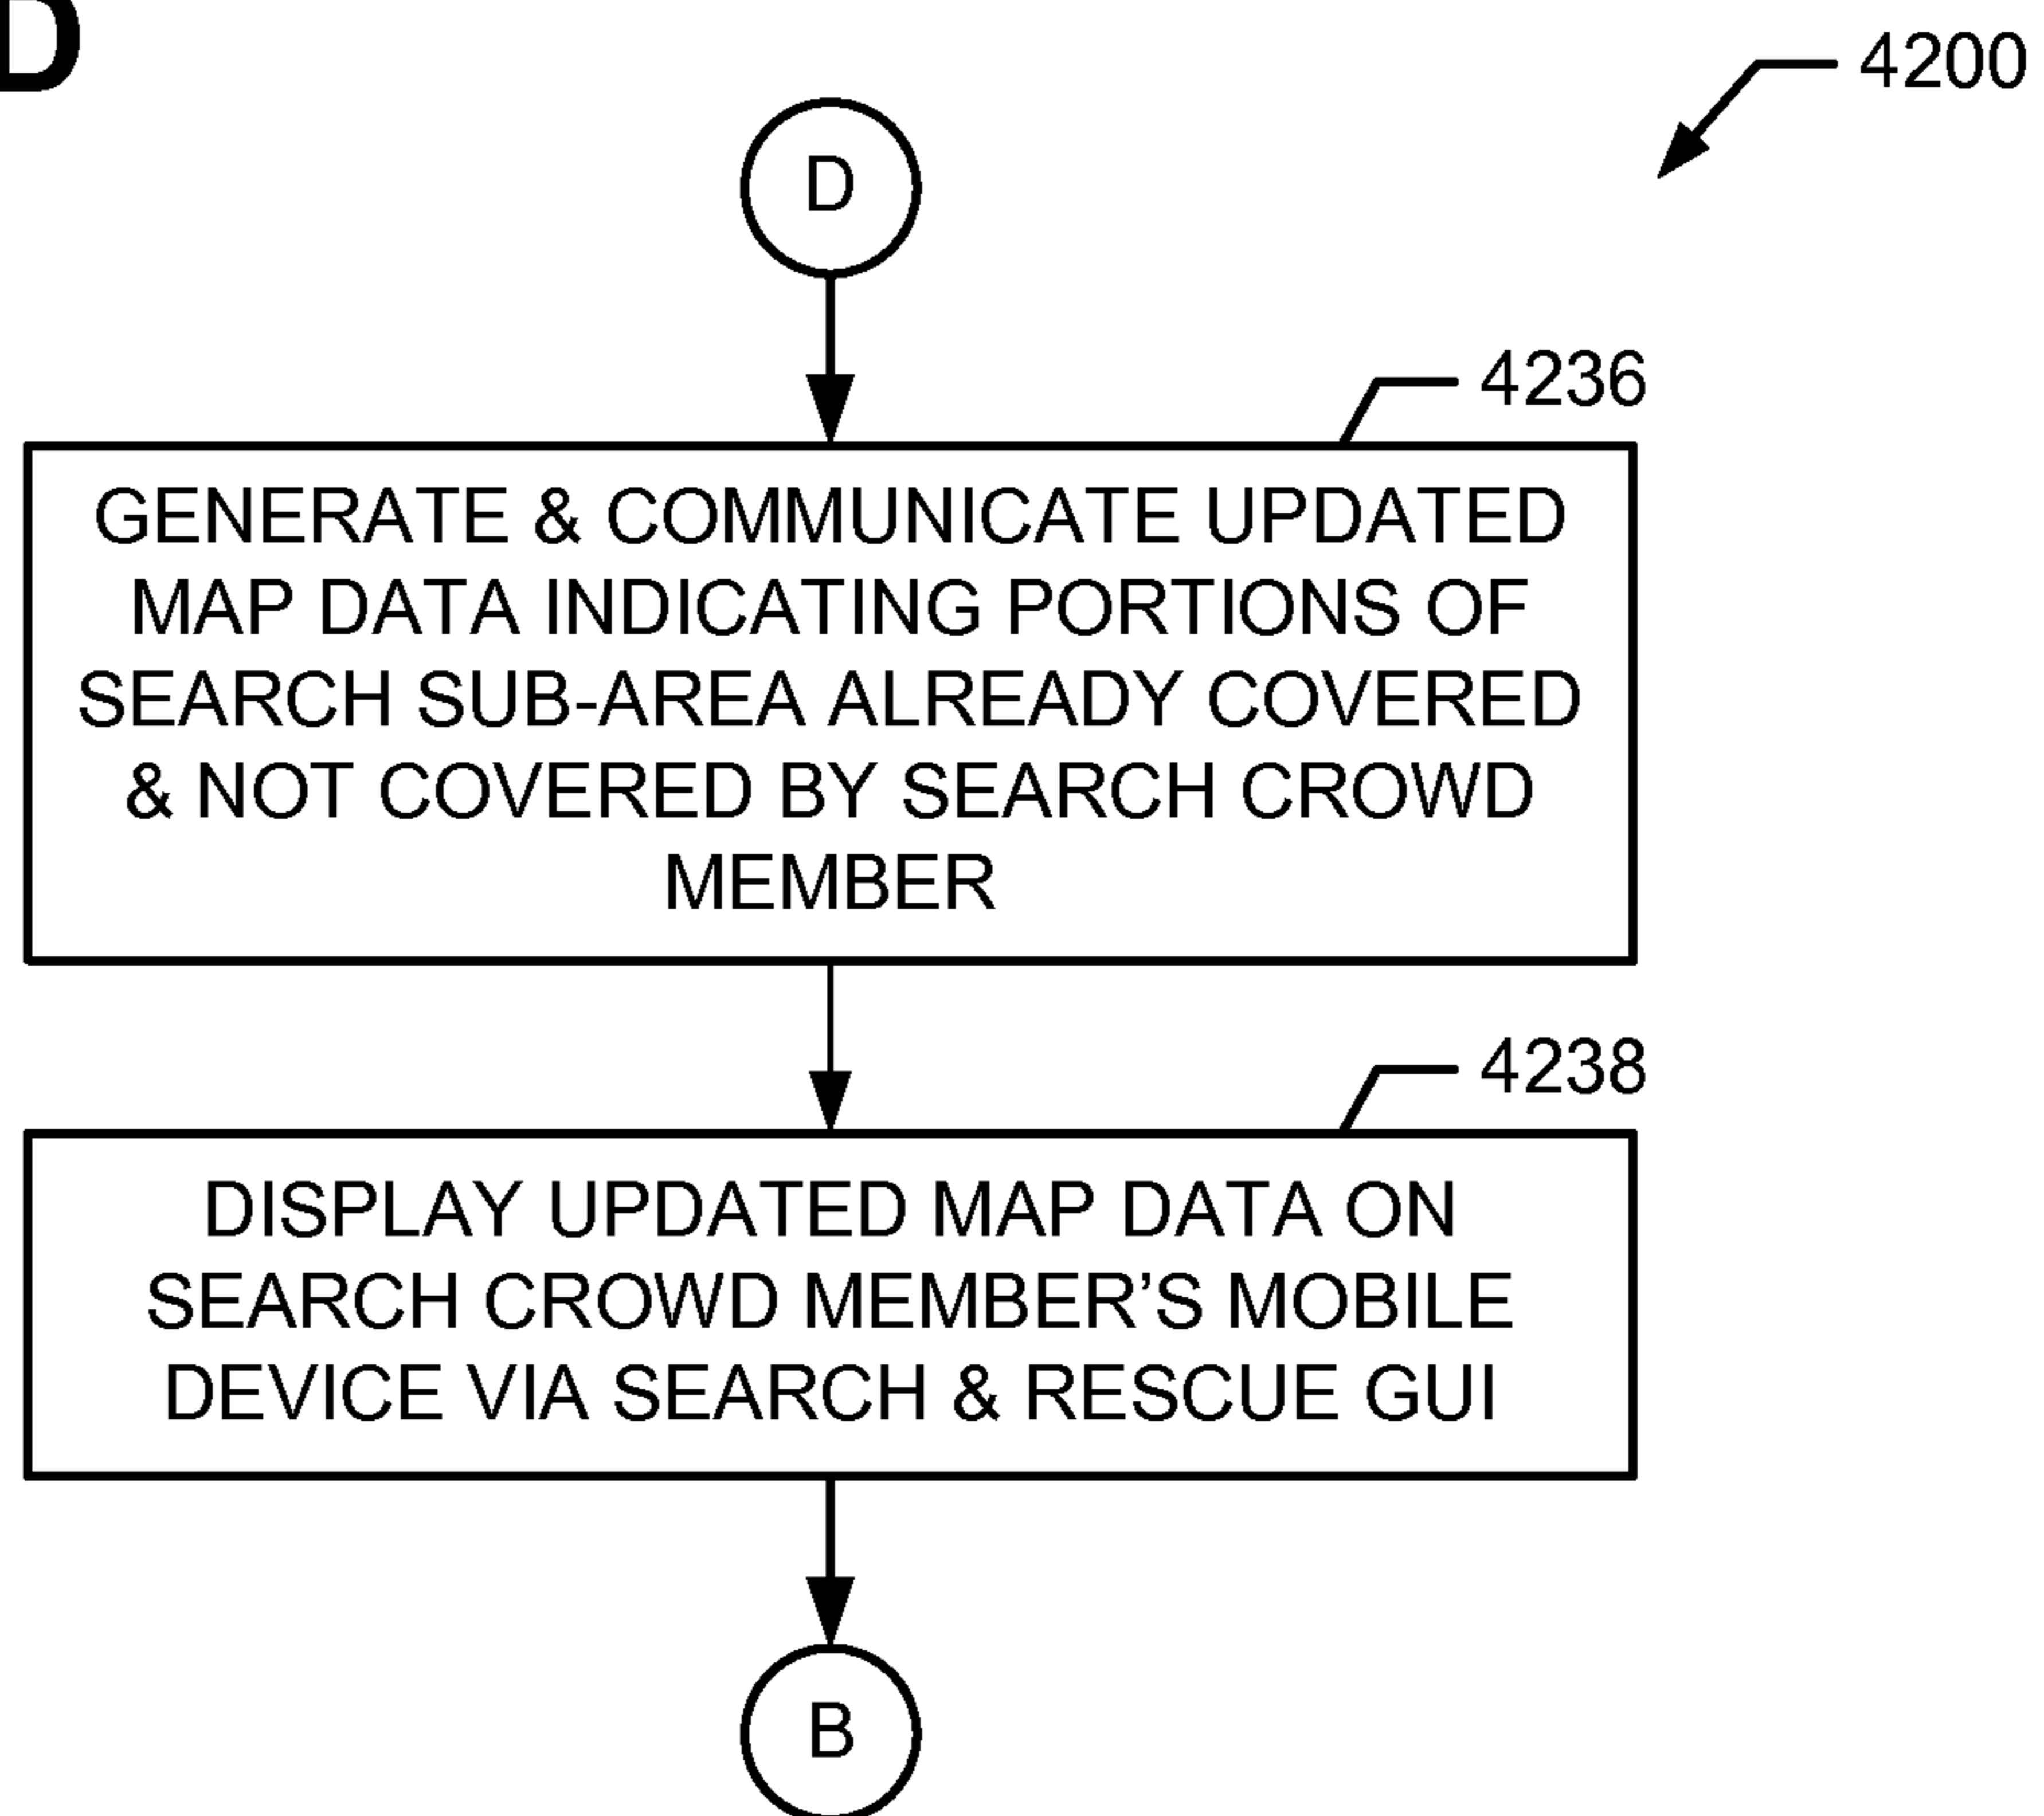 D
4200
D
4236
GENERATE & COMMUNICATE UPDATED
MAP DATA INDICATING PORTIONS OF
SEARCH SUB-AREA ALREADY COVERED
& NOT COVERED BY SEARCH CROWD
MEMBER
4238
DISPLAY UPDATED MAP DATA ON
SEARCH CROWD MEMBER’S MOBILE
DEVICE VIA SEARCH & RESCUE GUI
B